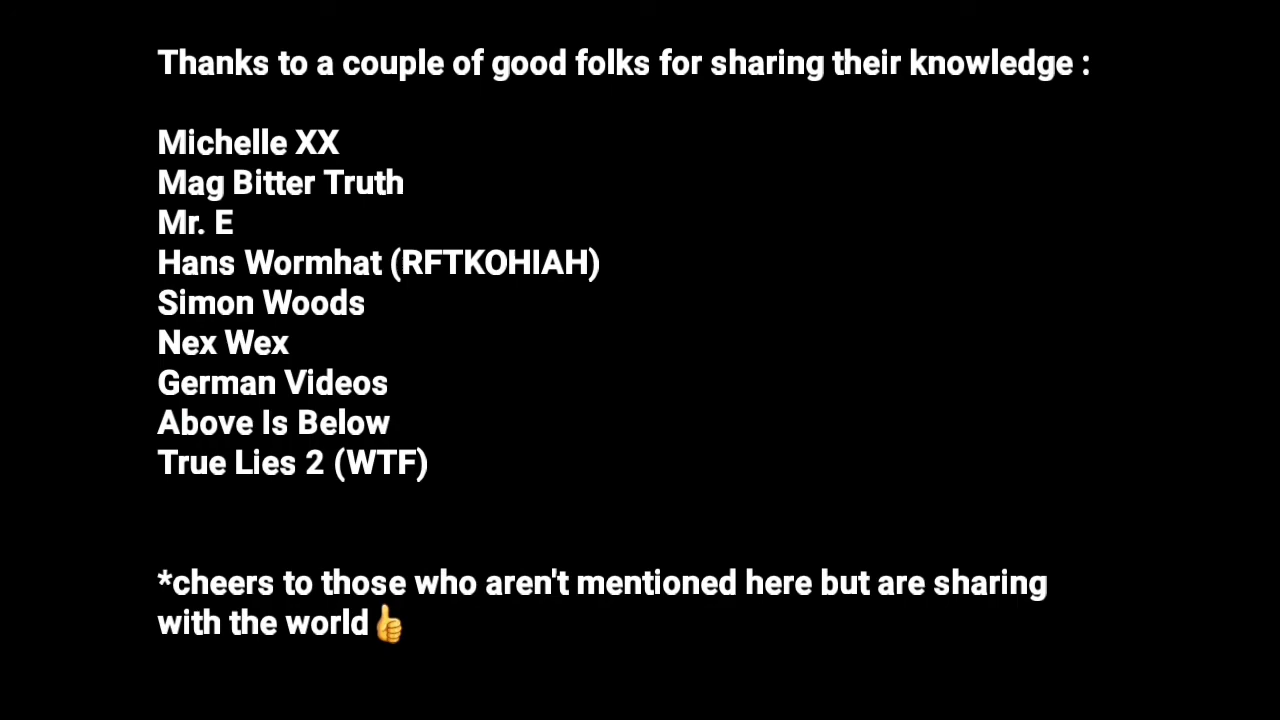 Thanks to a couple of good folks for sharing their knowledge :
Michelle XX
Mag Bitter Truth
Mr. E
Hans Wormhat (RFTKOHIAH)
Simon Woods
Nex Wex
German Videos
Above Is Below
True Lies 2 (WTF)
*cheers to those who aren't mentioned here but are sharing
with the world👍